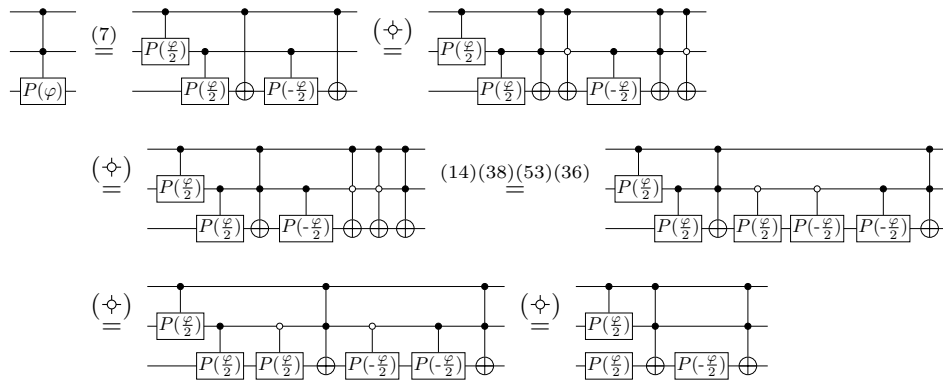 P(φ) (7) = P(φ/2) P(φ/2) P(-φ/2) = P(φ/2) P(φ/2) P(-φ/2)
= P(φ/2) P(φ/2) P(-φ/2) (14)(38)(53)(36) = P(φ/2) P(φ/2) P(φ/2) P(-φ/2) P(-φ/2)
= P(φ/2) P(φ/2) P(φ/2) P(-φ/2) P(-φ/2) = P(φ/2) P(φ/2) P(-φ/2)